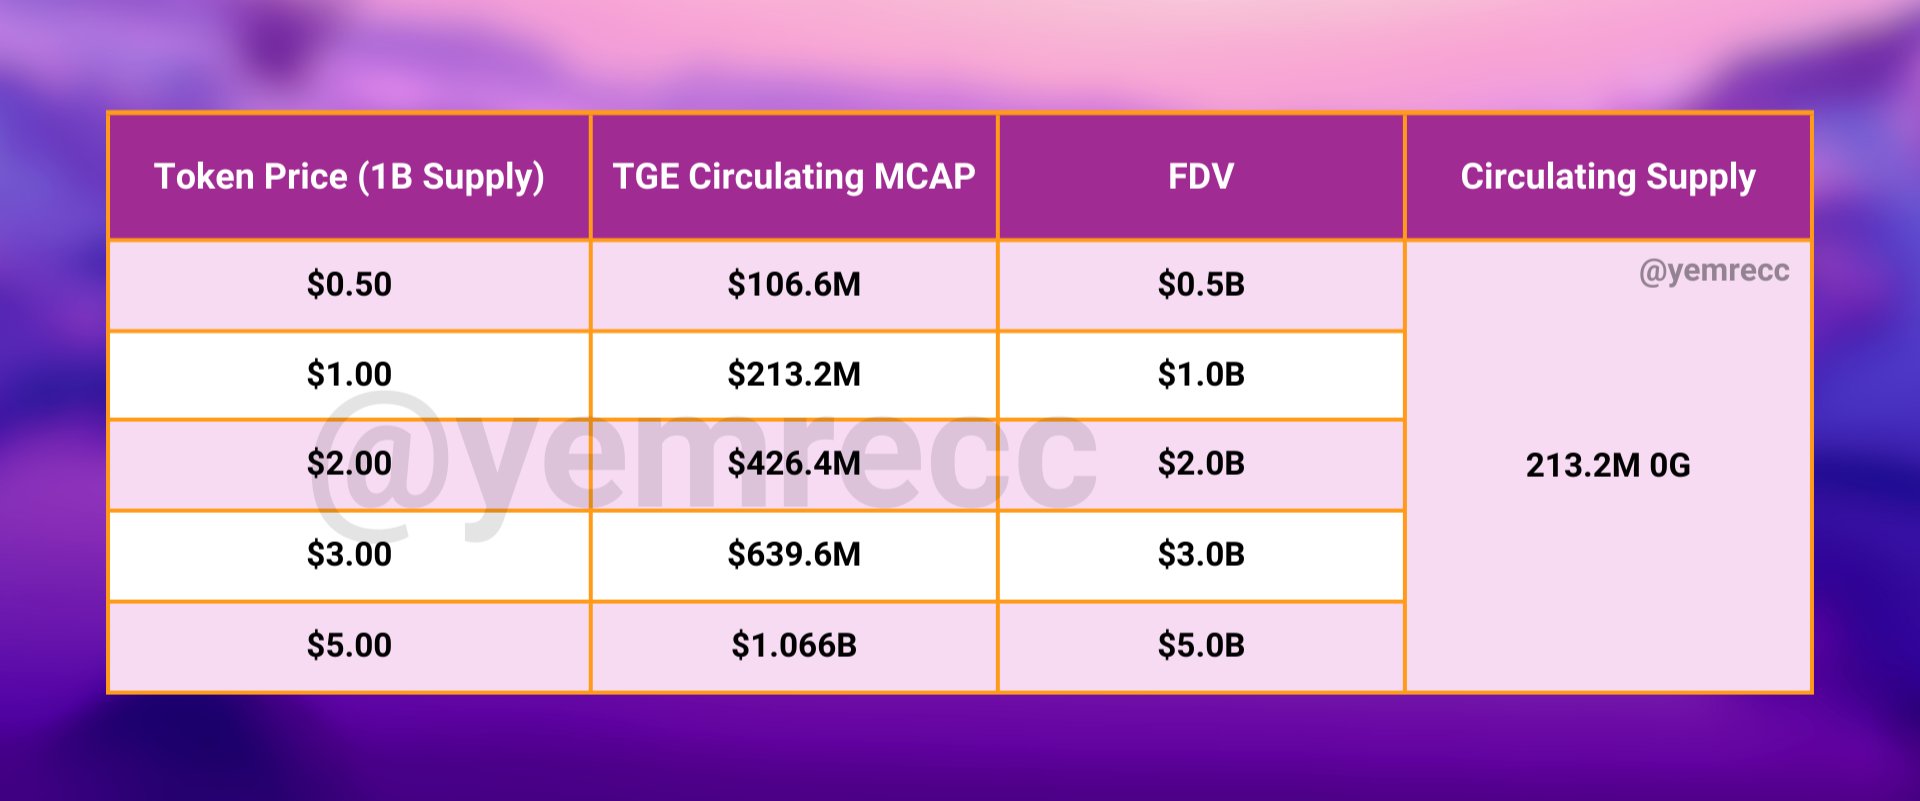 Token Price (1B Supply) TGE Circulating MCAP FDV Circulating Supply
@yemrecc
$0.50 $106.6M $0.5B
$1.00 $213.2M $1.0B
@yemrecc
$2.00 $426.4M $2.0B 213.2M 0G
$3.00 $639.6M $3.0B
$5.00 $1.066B $5.0B